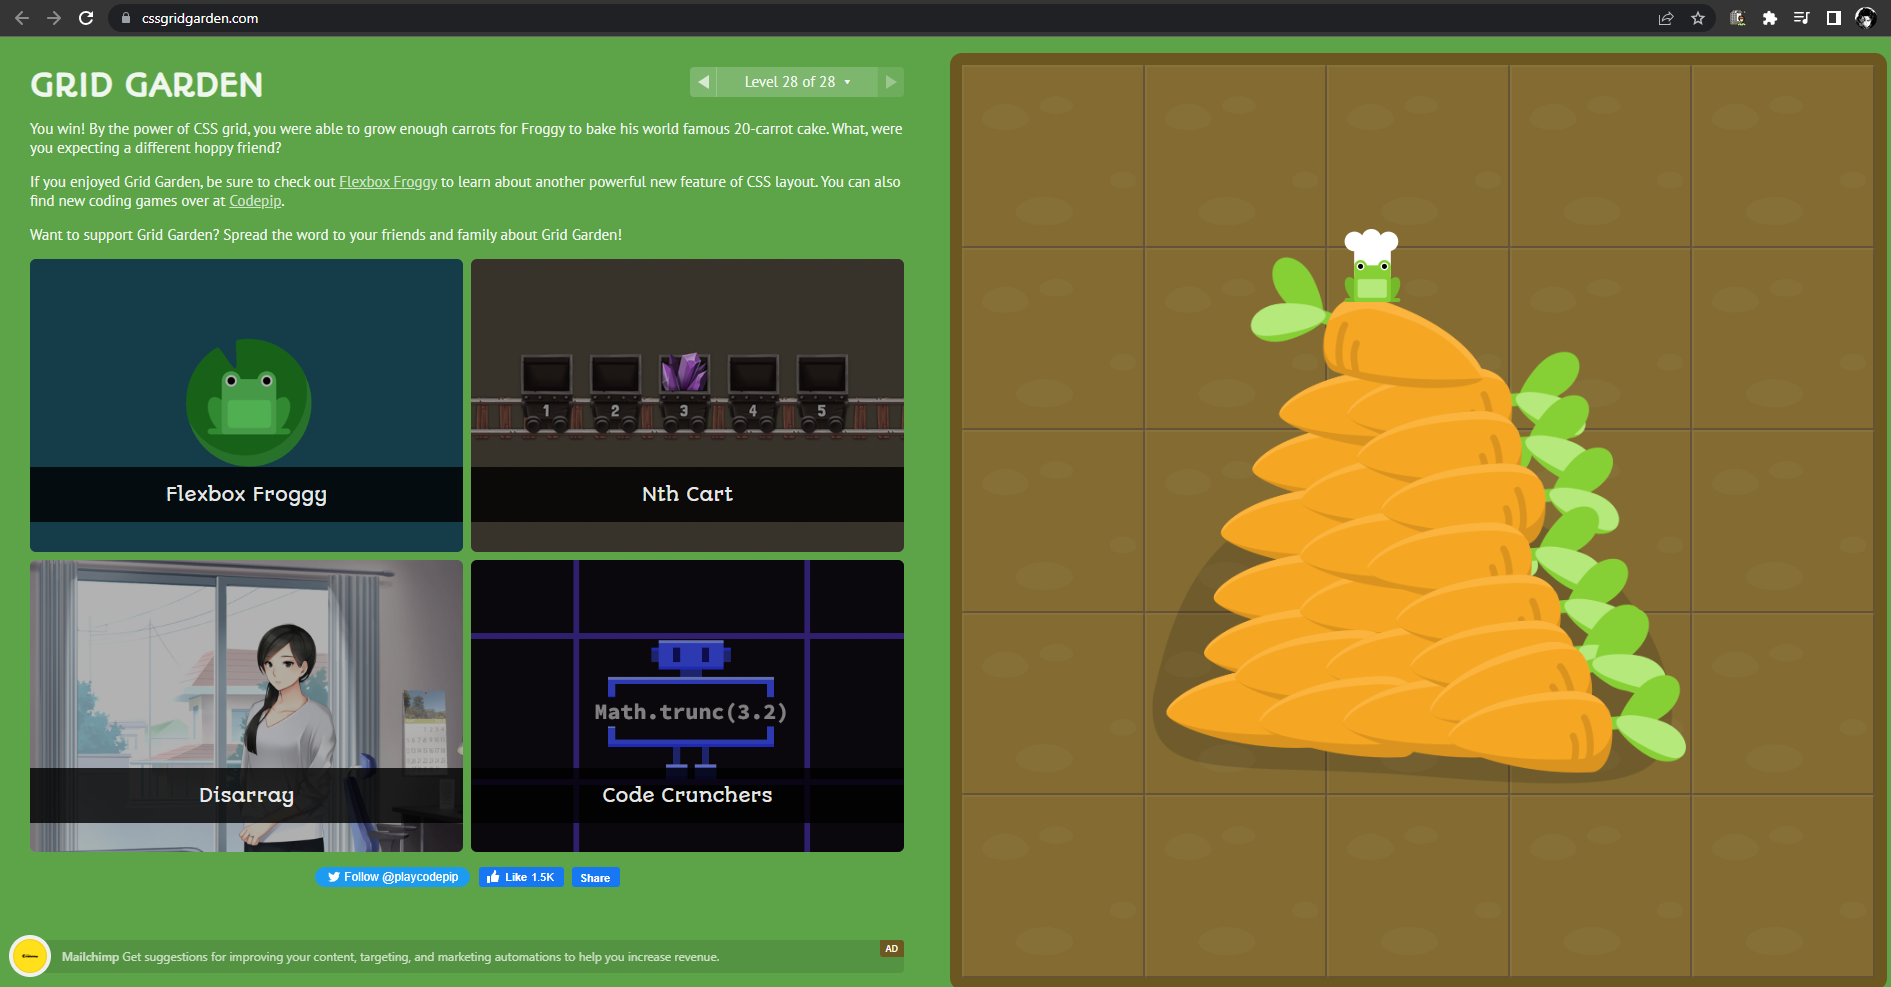 cssgridgarden.com
GRID GARDEN
Level 28 of 28
You win! By the power of CSS grid, you were able to grow enough carrots for Froggy to bake his world famous 20-carrot cake. What, were
you expecting a different hoppy friend?
If you enjoyed Grid Garden, be sure to check out Flexbox Froggy to learn about another powerful new feature of CSS layout. You can also
find new coding games over at Codepip.
Want to support Grid Garden? Spread the word to your friends and family about Grid Garden!
1 2 3 4 5
Flexbox Froggy
Nth Cart
Math.trunc(3.2)
Disarray
Code Crunchers
Follow @playcodepip
Like 1.5K
Share
AD
Mailchimp Get suggestions for improving your content, targeting, and marketing automations to help you increase revenue.